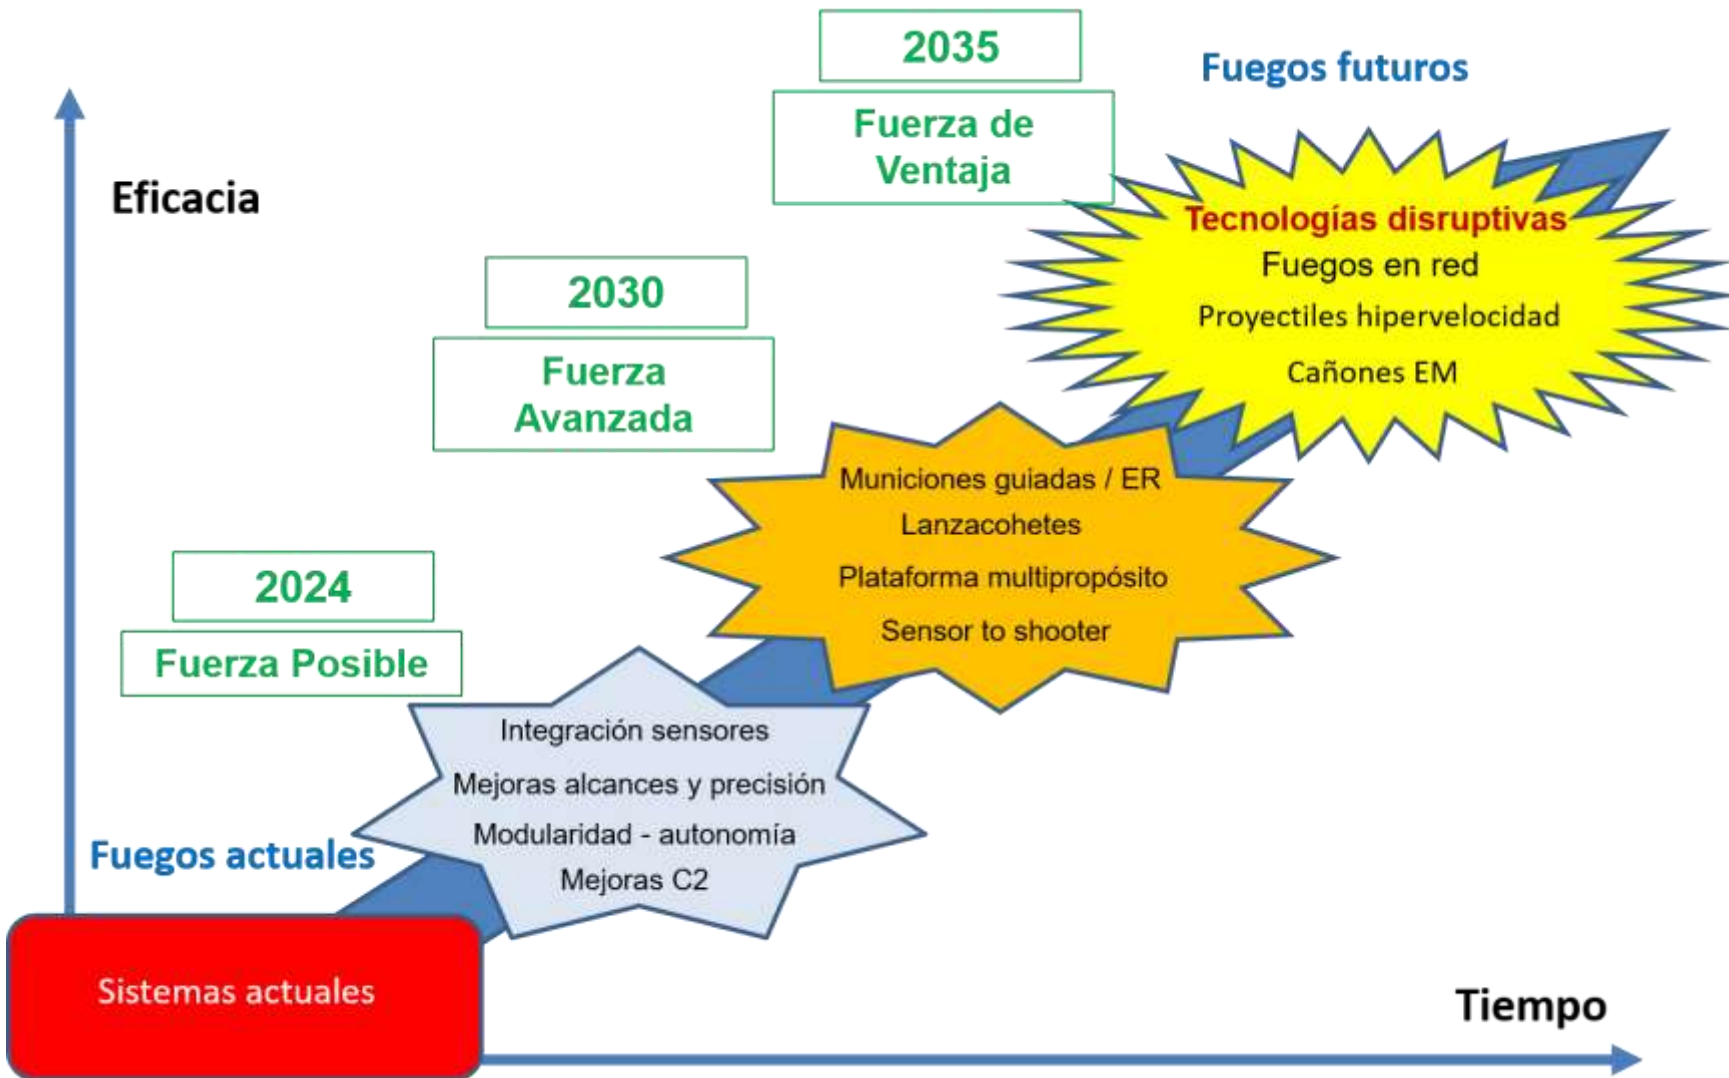 2035
Fuegos futuros
Fuerza de
Ventaja
Eficacia
Tecnologías disruptivas
Fuegos en red
Proyectiles hipervelocidad
Cañones EM
2030
Fuerza
Avanzada
Municiones guiadas / ER
Lanzacohetes
Plataforma multipropósito
Sensor to shooter
2024
Fuerza Posible
Integración sensores
Mejoras alcances y precisión
Modularidad - autonomía
Mejoras C2
Fuegos actuales
Sistemas actuales
Tiempo